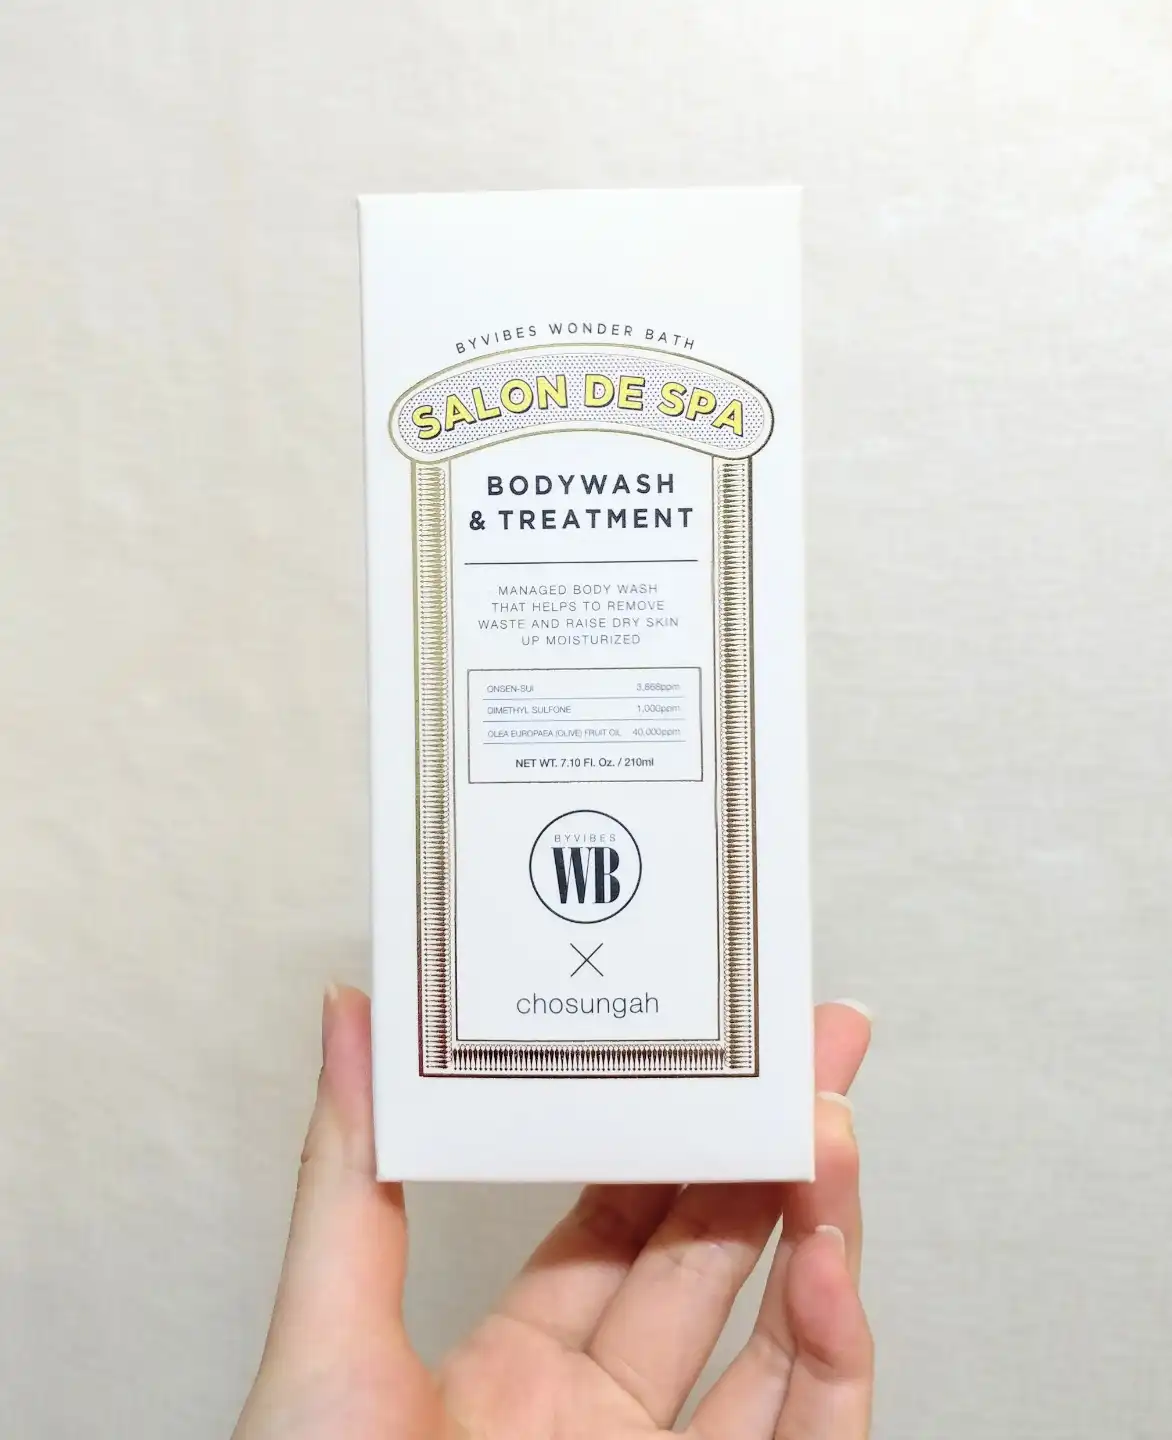 BYVIBES WONDER BATH
SALON DE SPA
BODYWASH
& TREATMENT
MANAGED BODY WASH
THAT HELPS TO REMOVE
WASTE AND RAISE DRY SKIN
UP MOISTURIZED
ONSEN-SUI 3,868ppm
DIMETHYL SULFONE 1,000ppm
OLEA EUROPAEA (OLIVE) FRUIT OIL 40,000ppm
NET WT. 7.10 Fl. Oz. / 210ml
BYVIBES
WB
chosungah